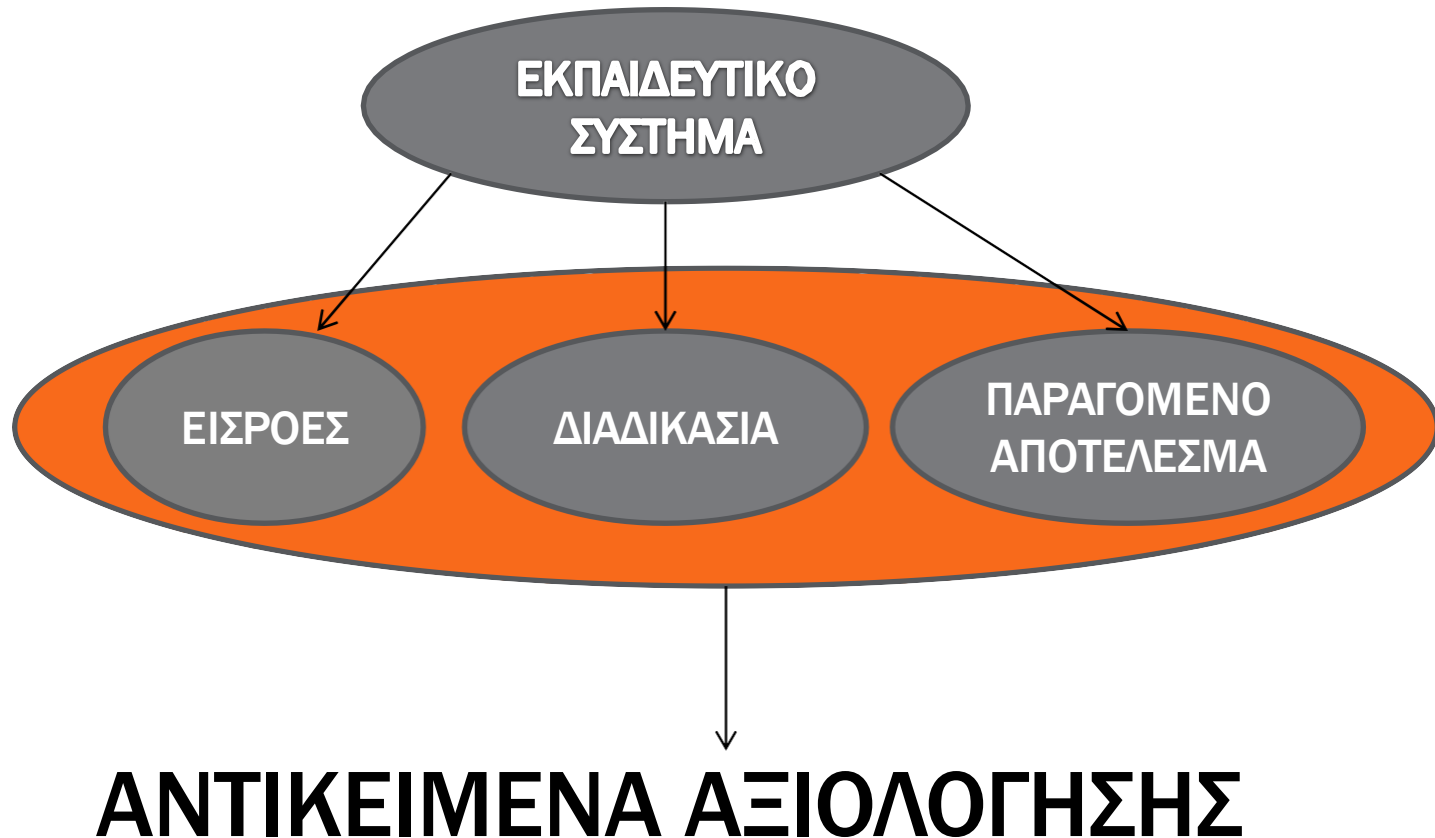 ΕΚΠΑΙΔΕΥΤΙΚΟ
ΣΥΣΤΗΜΑ
ΕΙΣΡΟΕΣ
ΔΙΑΔΙΚΑΣΙΑ
ΠΑΡΑΓΟΜΕΝΟ
ΑΠΟΤΕΛΕΣΜΑ
ΑΝΤΙΚΕΙΜΕΝΑ ΑΞΙΟΛΟΓΗΣΗΣ